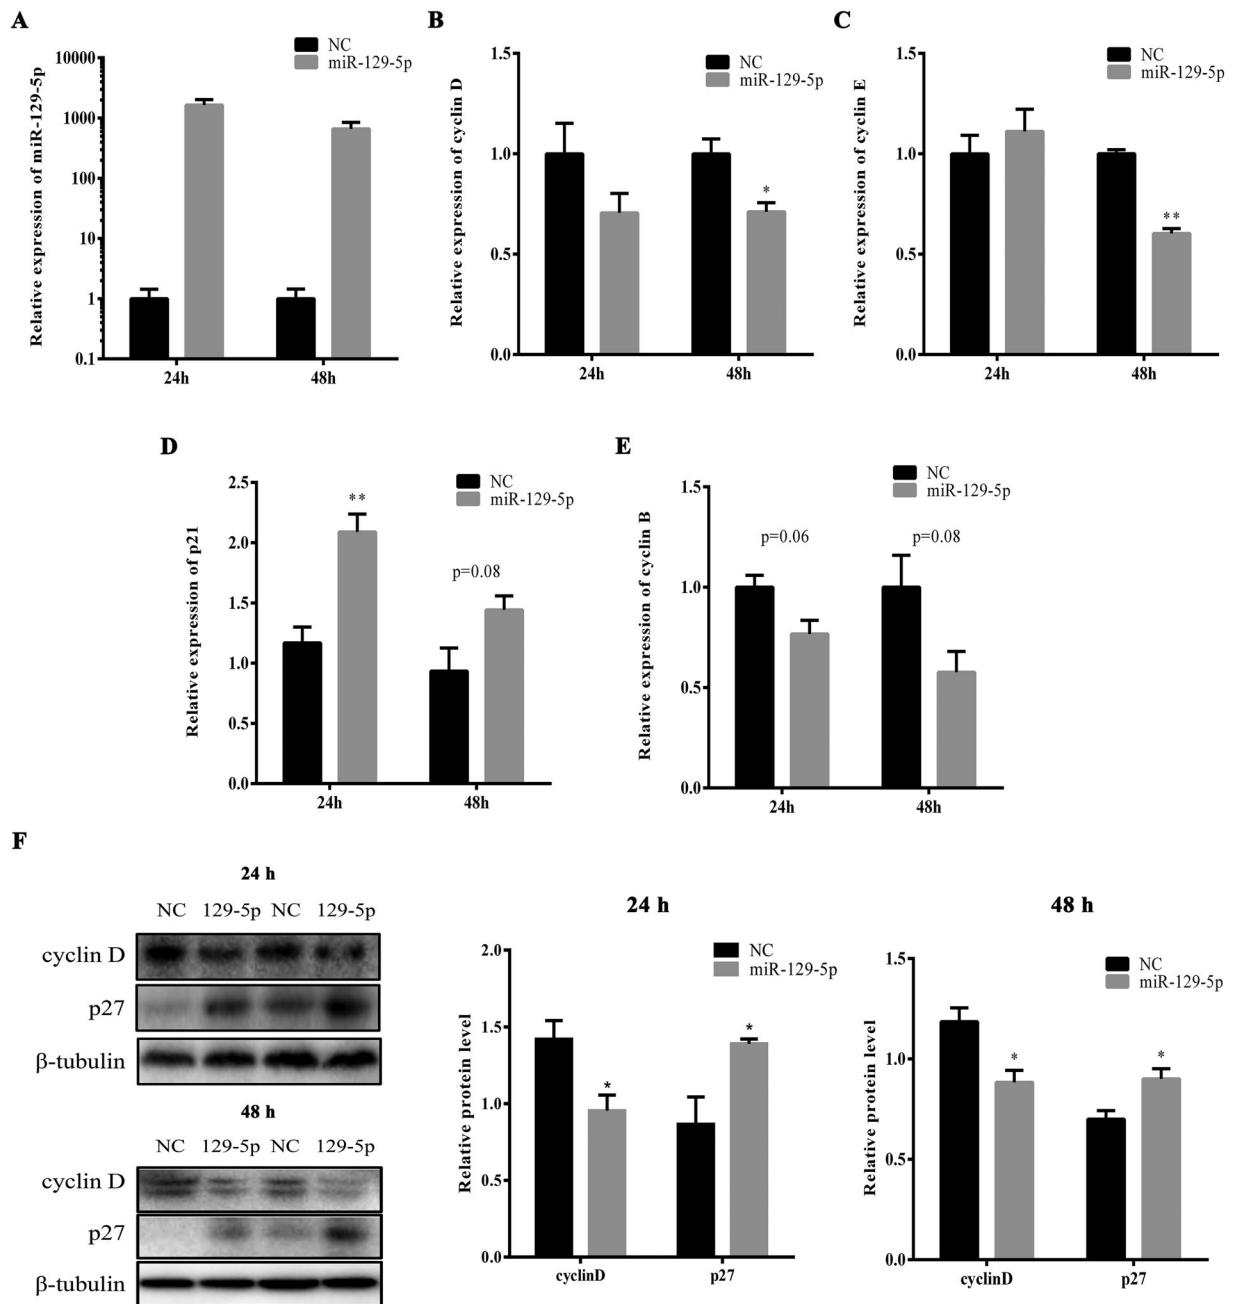 A
NC
miR-129-5p
Relative expression of miR-129-5p
10000
1000
100
10
1
0.1
24h
48h
B
NC
miR-129-5p
Relative expression of cyclin D
1.5
1.0
0.5
0.0
*
24h
48h
C
NC
miR-129-5p
Relative expression of cyclin E
1.5
1.0
0.5
0.0
**
24h
48h
D
NC
miR-129-5p
Relative expression of p21
2.5
2.0
1.5
1.0
0.5
0.0
**
p=0.08
24h
48h
E
NC
miR-129-5p
Relative expression of cyclin B
1.5
1.0
0.5
0.0
p=0.06
p=0.08
24h
48h
F
24 h
NC 129-5p NC 129-5p
cyclin D
p27
β-tubulin
48 h
NC 129-5p NC 129-5p
cyclin D
p27
β-tubulin
24 h
NC
miR-129-5p
Relative protein level
2.0
1.5
1.0
0.5
0.0
*
*
cyclinD
p27
48 h
NC
miR-129-5p
Relative protein level
1.5
1.0
0.5
0.0
*
*
cyclinD
p27